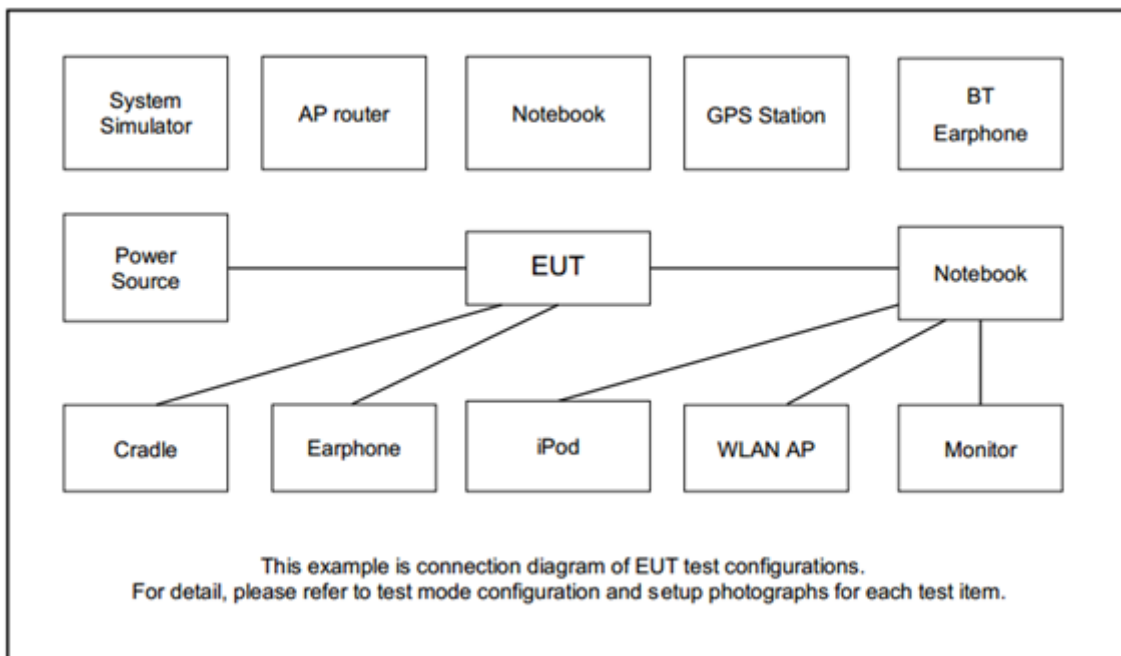 System
Simulator
AP router
Notebook
GPS Station
BT
Earphone
Power
Source
EUT
Notebook
Cradle
Earphone
iPod
WLAN AP
Monitor
This example is connection diagram of EUT test configurations.
For detail, please refer to test mode configuration and setup photographs for each test item.